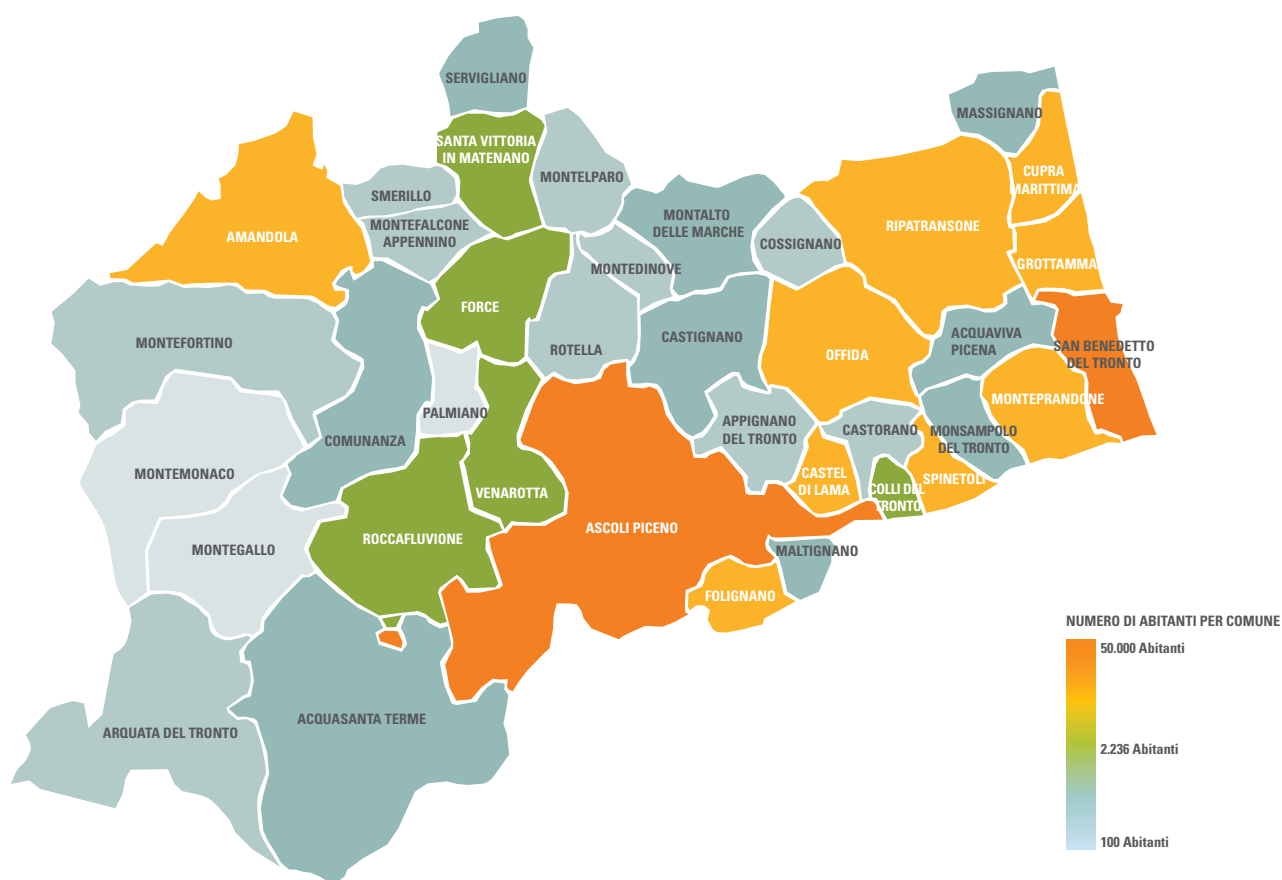 SERVIGLIANO
MASSIGNANO
SANTA VITTORIA
IN MATENANO
MONTELPARO
CUPRA
MARITTIMA
SMERILLO
MONTEFALCONE
APPENNINO
MONTALTO
DELLE MARCHE
RIPATRANSONE
AMANDOLA
COSSIGNANO
GROTTAMMA
MONTEDINOVE
FORCE
MONTEFORTINO
ROTELLA
CASTIGNANO
OFFIDA
ACQUAVIVA
PICENA
SAN BENEDETTO
DEL TRONTO
PALMIANO
MONTEPRANDONE
COMUNANZA
APPIGNANO
DEL TRONTO
CASTORANO
MONSAMPOLO
DEL TRONTO
MONTEMONACO
VENAROTTA
CASTEL
DI LAMA
COLLI DEL
TRONTO
SPINETOLI
ASCOLI PICENO
ROCCAFLUVIONE
MONTEGALLO
MALTIGNANO
FOLIGNANO
ARQUATA DEL TRONTO
ACQUASANTA TERME
NUMERO DI ABITANTI PER COMUNE
50.000 Abitanti
2.236 Abitanti
100 Abitanti